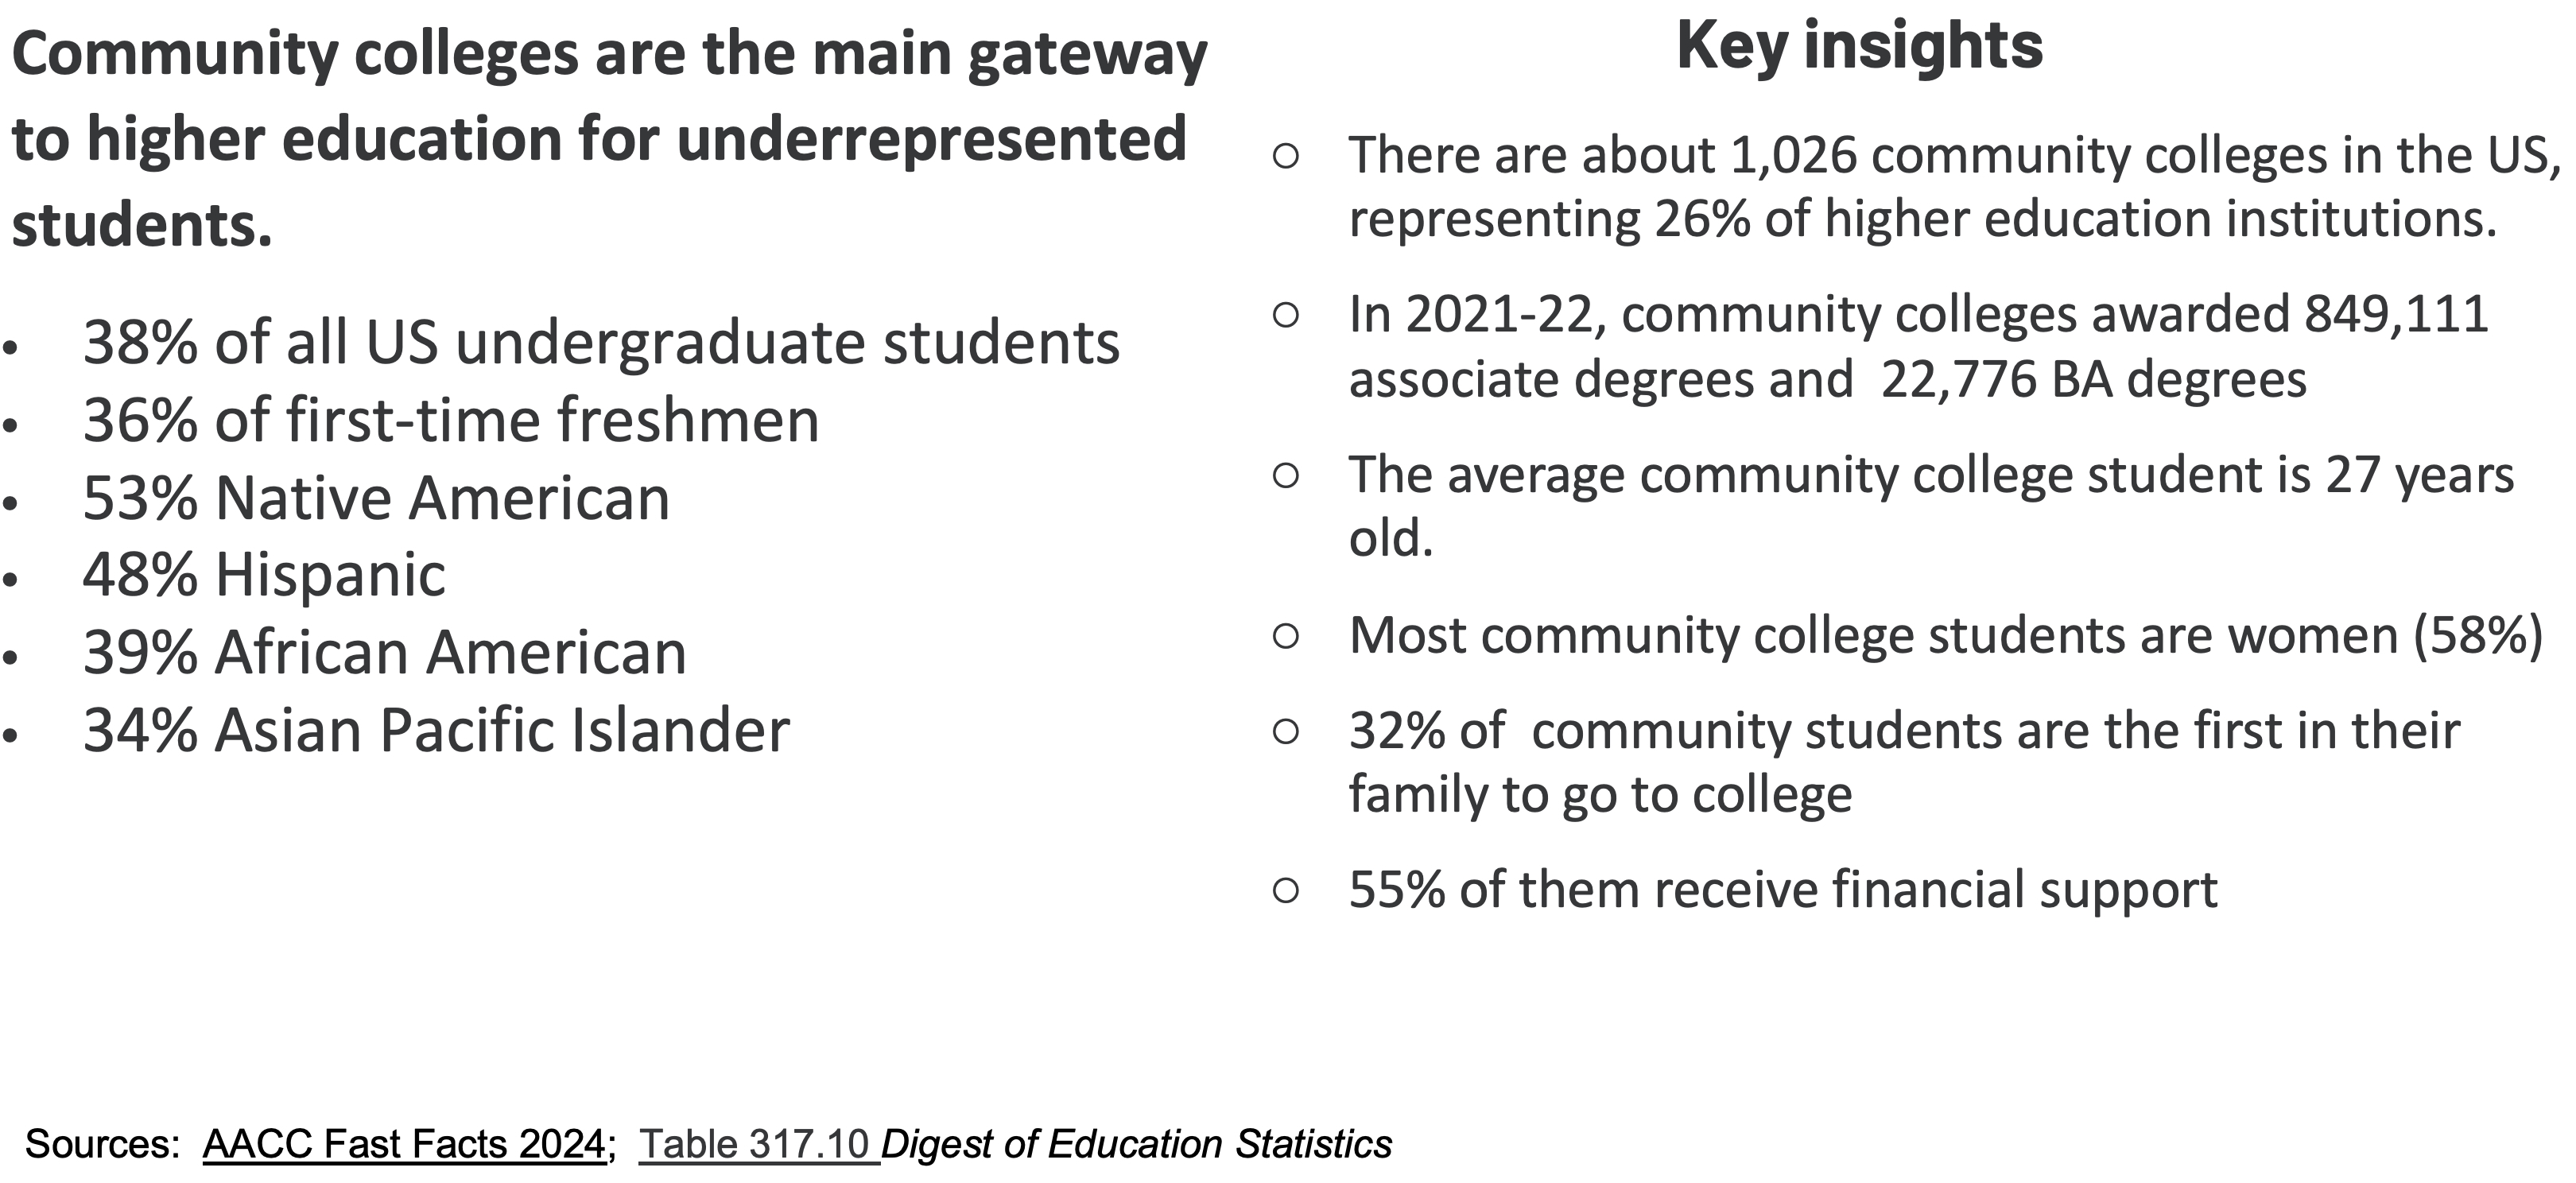 Community colleges are the main gateway
to higher education for underrepresented
students.
• 38% of all US undergraduate students
• 36% of first-time freshmen
• 53% Native American
• 48% Hispanic
• 39% African American
• 34% Asian Pacific Islander
Key insights
○ There are about 1,026 community colleges in the US,
representing 26% of higher education institutions.
○ In 2021-22, community colleges awarded 849,111
associate degrees and  22,776 BA degrees
○ The average community college student is 27 years
old.
○ Most community college students are women (58%)
○ 32% of  community students are the first in their
family to go to college
○ 55% of them receive financial support
Sources:  AACC Fast Facts 2024;  Table 317.10 Digest of Education Statistics